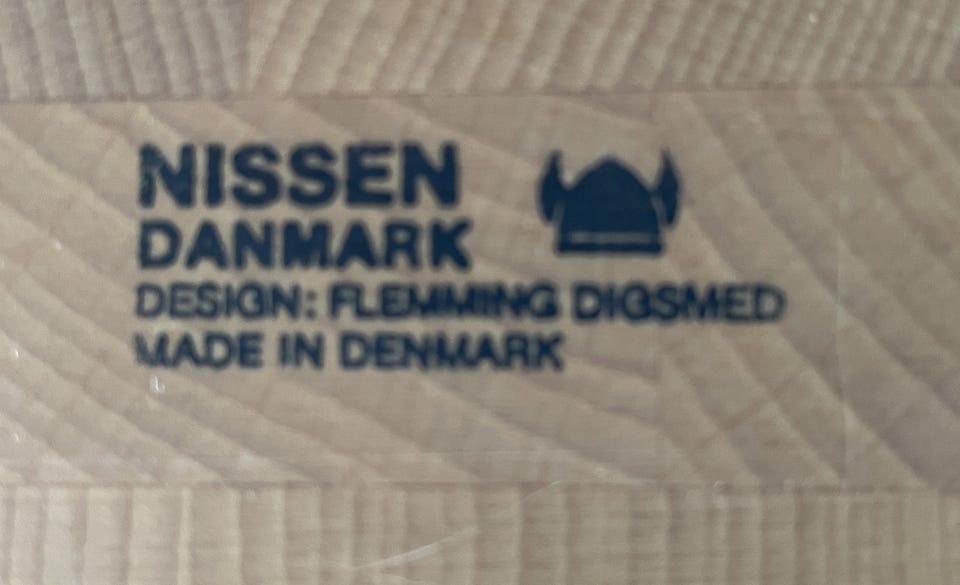 NISSEN
DANMARK
DESIGN: FLEMMING DIGSMED
MADE IN DENMARK